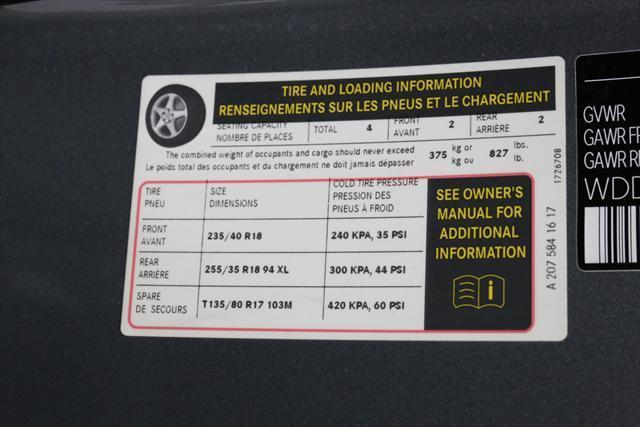 TIRE AND LOADING INFORMATION
RENSEIGNEMENTS SUR LES PNEUS ET LE CHARGEMENT
SEATING CAPACITY
NOMBRE DE PLACES
TOTAL 4
FRONT
AVANT
2
REAR
ARRIÈRE
2
The combined weight of occupants and cargo should never exceed
Le poids total des occupants et du chargement ne doit jamais dépasser
375 kg or
kg ou
827 lbs.
lb.
TIRE
PNEU
SIZE
DIMENSIONS
COLD TIRE PRESSURE
PRESSION DES
PNEUS À FROID
FRONT
AVANT
235/40 R18
240 KPA, 35 PSI
REAR
ARRIÈRE
255/35 R18 94 XL
300 KPA, 44 PSI
SPARE
DE SECOURS
T135/80 R17 103M
420 KPA, 60 PSI
SEE OWNER'S
MANUAL FOR
ADDITIONAL
INFORMATION
1726708
A 207 584 16 17
GVWR
GAWR FR
GAWR R
WDD